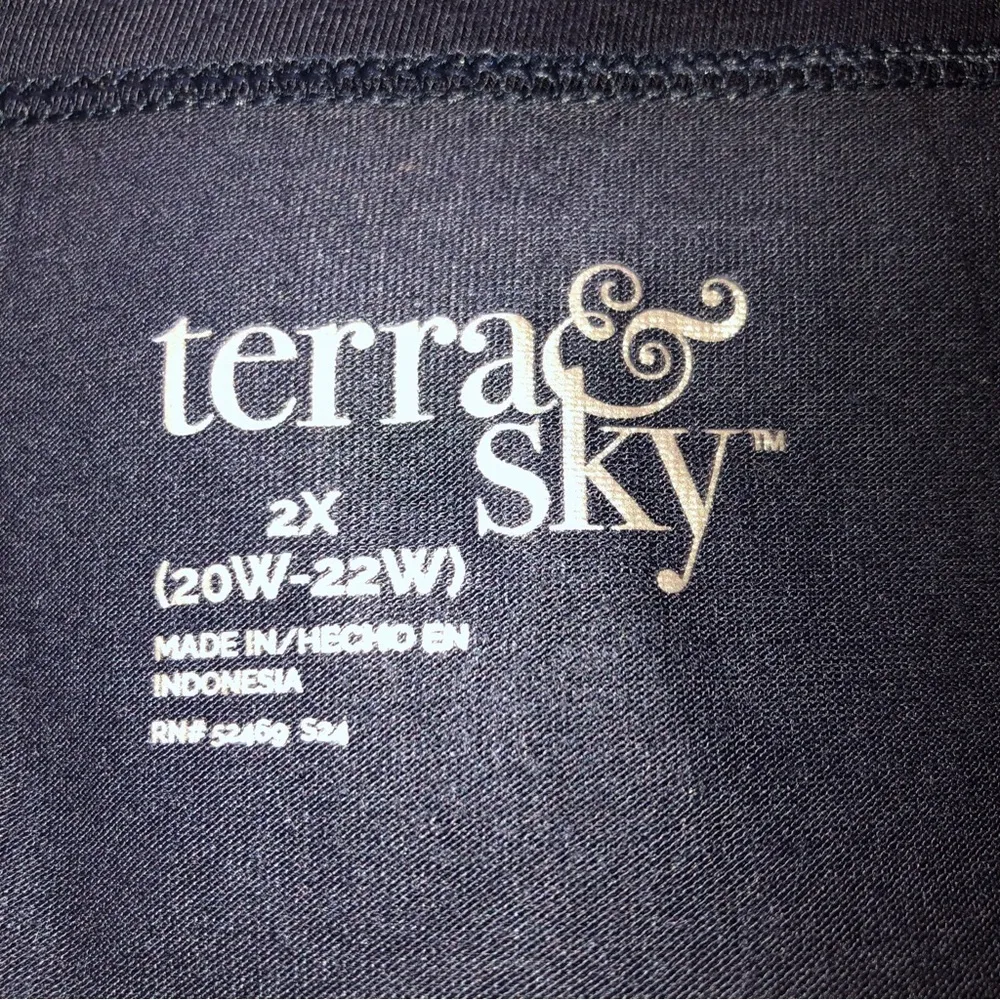 terra&
sky™
2X
(20W-22W)
MADE IN/HECHO EN
INDONESIA
RN# 52469 S24